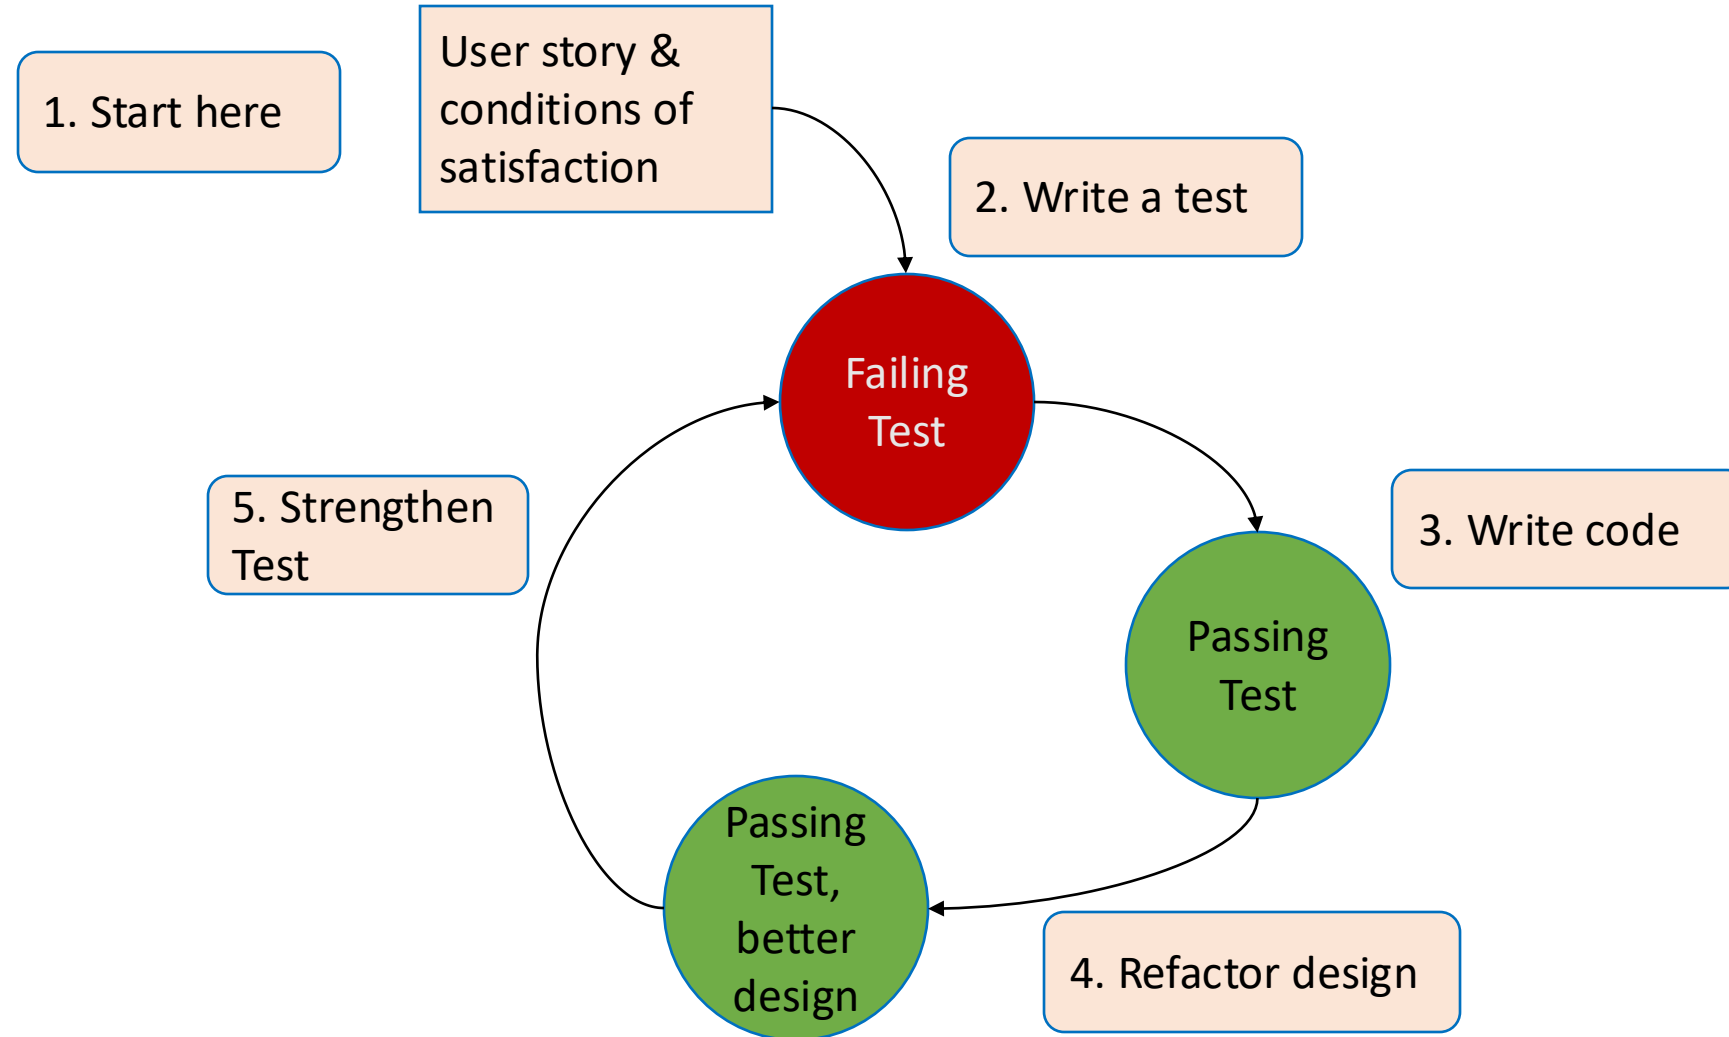 1. Start here
User story &
conditions of
satisfaction
2. Write a test
Failing
Test
5. Strengthen
Test
3. Write code
Passing
Test
Passing
Test,
better
design
4. Refactor design